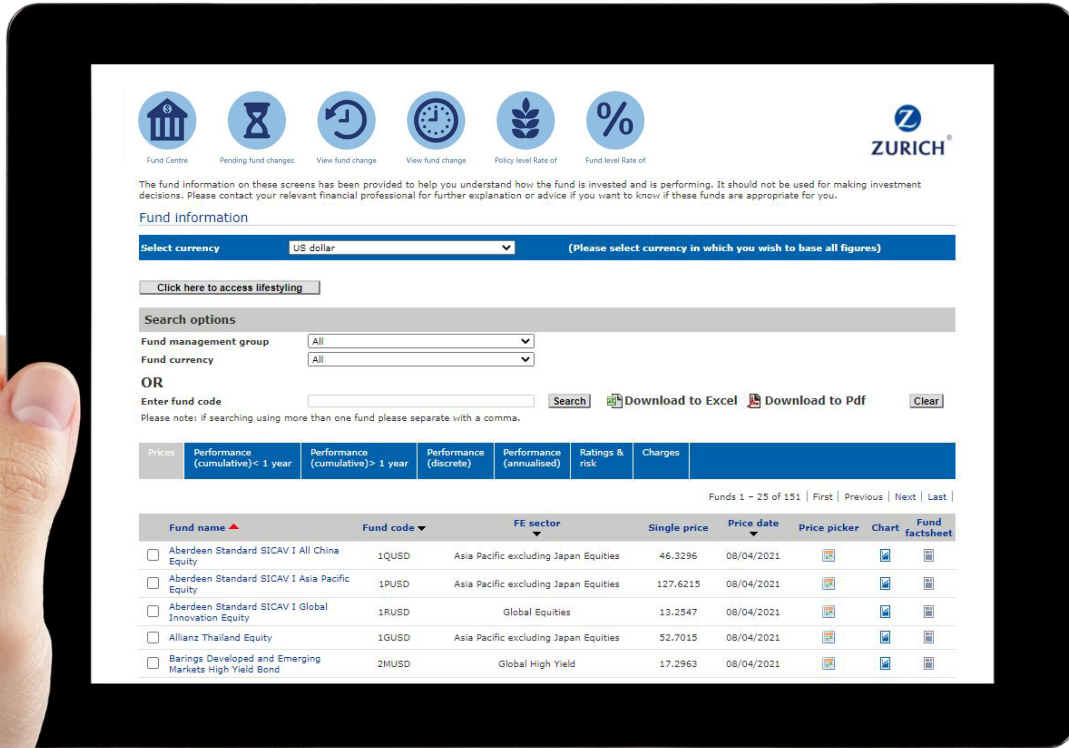 Fund Centre
Pending fund changes
View fund change
View fund change
Policy level Rate of
Fund level Rate of
Z
ZURICH®
The fund information on these screens has been provided to help you understand how the fund is invested and is performing. It should not be used for making investment
decisions. Please contact your relevant financial professional for further explanation or advice if you want to know if these funds are appropriate for you.
Fund information
Select currency US dollar (Please select currency in which you wish to base all figures)
Click here to access lifestyling
Search options
Fund management group All
Fund currency All
OR
Enter fund code Search Download to Excel Download to Pdf Clear
Please note: if searching using more than one fund please separate with a comma.
Prices
Performance
(cumulative)< 1 year
Performance
(cumulative)> 1 year
Performance
(discrete)
Performance
(annualised)
Ratings &
risk
Charges
Funds 1 – 25 of 151 | First | Previous | Next | Last |
Fund name Fund code FE sector Single price Price date Price picker Chart Fund
factsheet
Aberdeen Standard SICAV I All China
Equity
1QUSD Asia Pacific excluding Japan Equities 46.3296 08/04/2021
Aberdeen Standard SICAV I Asia Pacific
Equity
1PUSD Asia Pacific excluding Japan Equities 127.6215 08/04/2021
Aberdeen Standard SICAV I Global
Innovation Equity
1RUSD Global Equities 13.2547 08/04/2021
Allianz Thailand Equity 1GUSD Asia Pacific excluding Japan Equities 52.7015 08/04/2021
Barings Developed and Emerging
Markets High Yield Bond
2MUSD Global High Yield 17.2963 08/04/2021